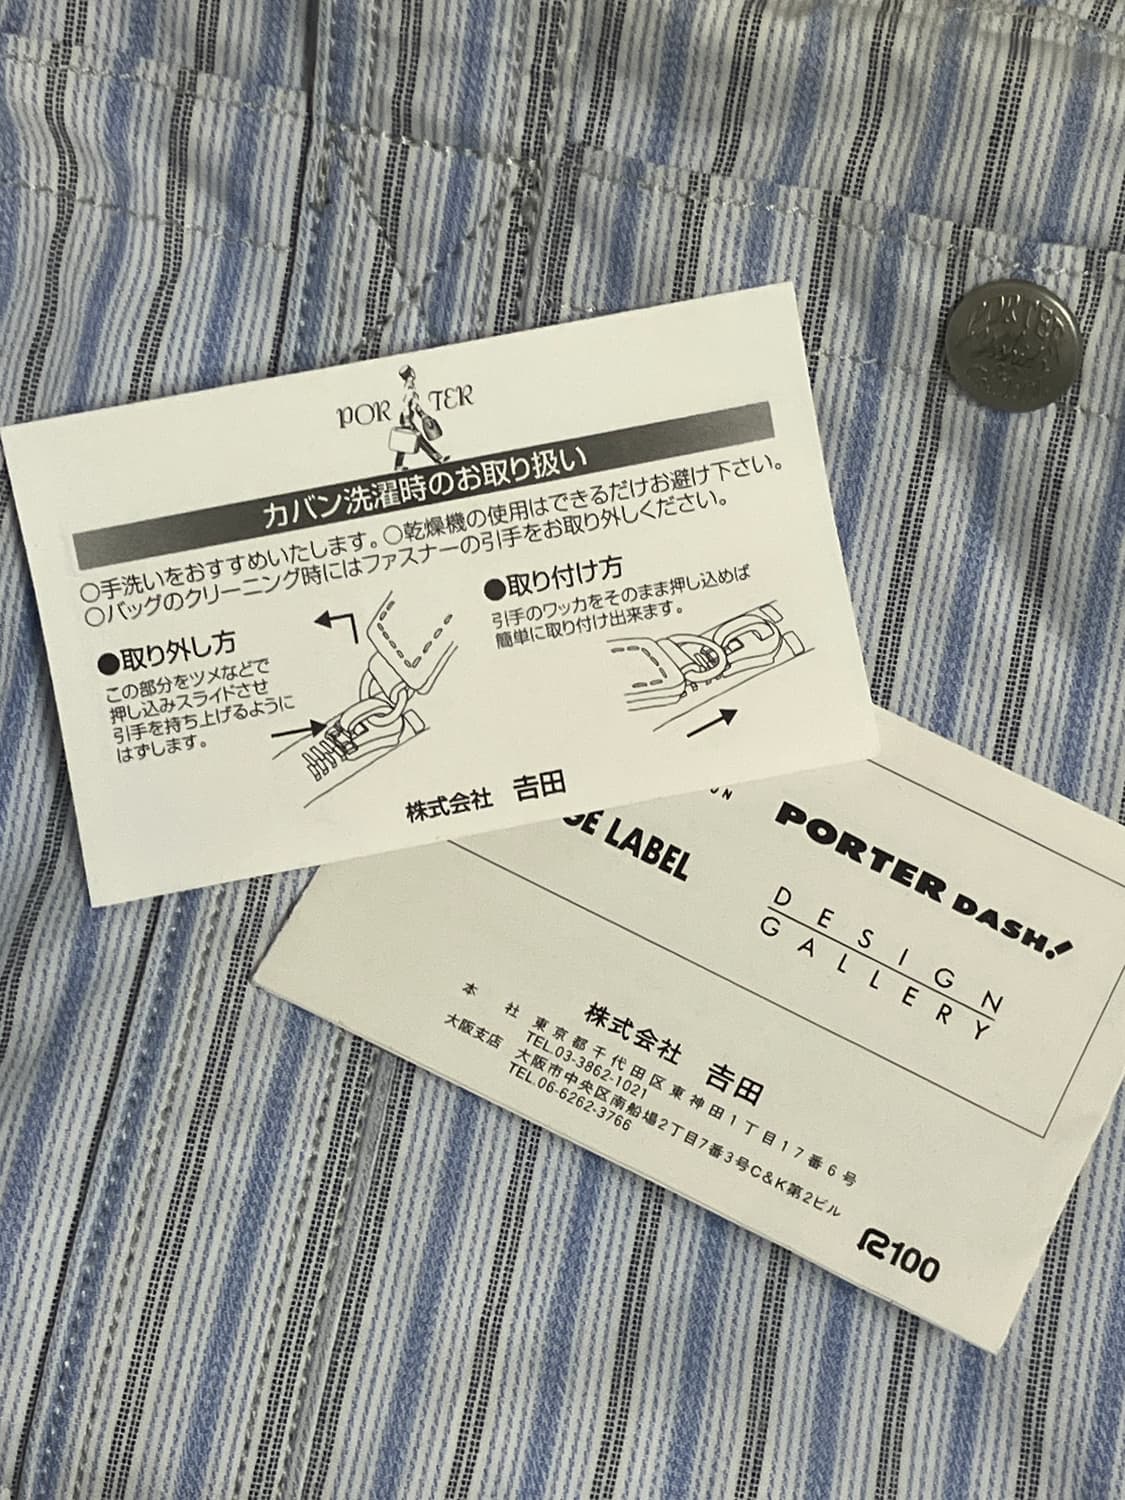 PORTER
カバン洗濯時のお取り扱い
○手洗いをおすすめいたします。○乾燥機の使用はできるだけお避け下さい。
○バッグのクリーニング時にはファスナーの引手をお取り外しください。
●取り外し方
この部分をツメなどで
押し込みスライドさせ
引手を持ち上げるように
はずします。
●取り付け方
引手のワッカをそのまま押し込めば
簡単に取り付け出来ます。
株式会社 吉田
PORTER
LABEL
PORTER DASH!
DESIGN
GALLERY
株式会社 吉田
本社 東京都千代田区東神田1丁目17番6号
TEL.03-3862-1021
大阪支店 大阪市中央区南船場2丁目7番3号C&K第2ビル
TEL.06-6262-3766
R100